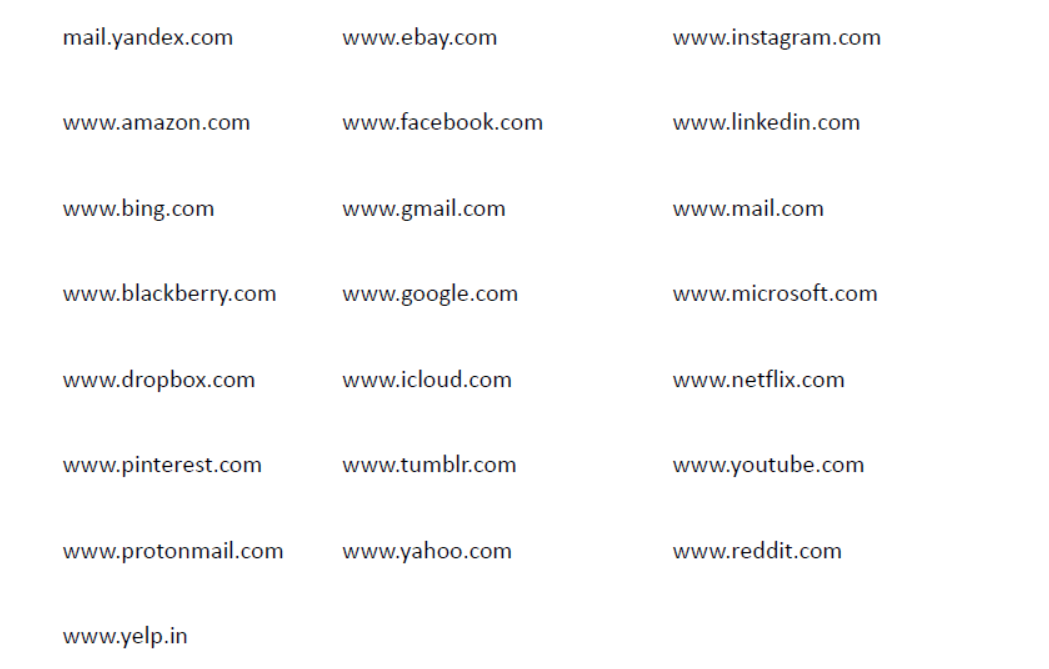 mail.yandex.com www.ebay.com www.instagram.com
www.amazon.com www.facebook.com www.linkedin.com
www.bing.com www.gmail.com www.mail.com
www.blackberry.com www.google.com www.microsoft.com
www.dropbox.com www.icloud.com www.netflix.com
www.pinterest.com www.tumblr.com www.youtube.com
www.protonmail.com www.yahoo.com www.reddit.com
www.yelp.in